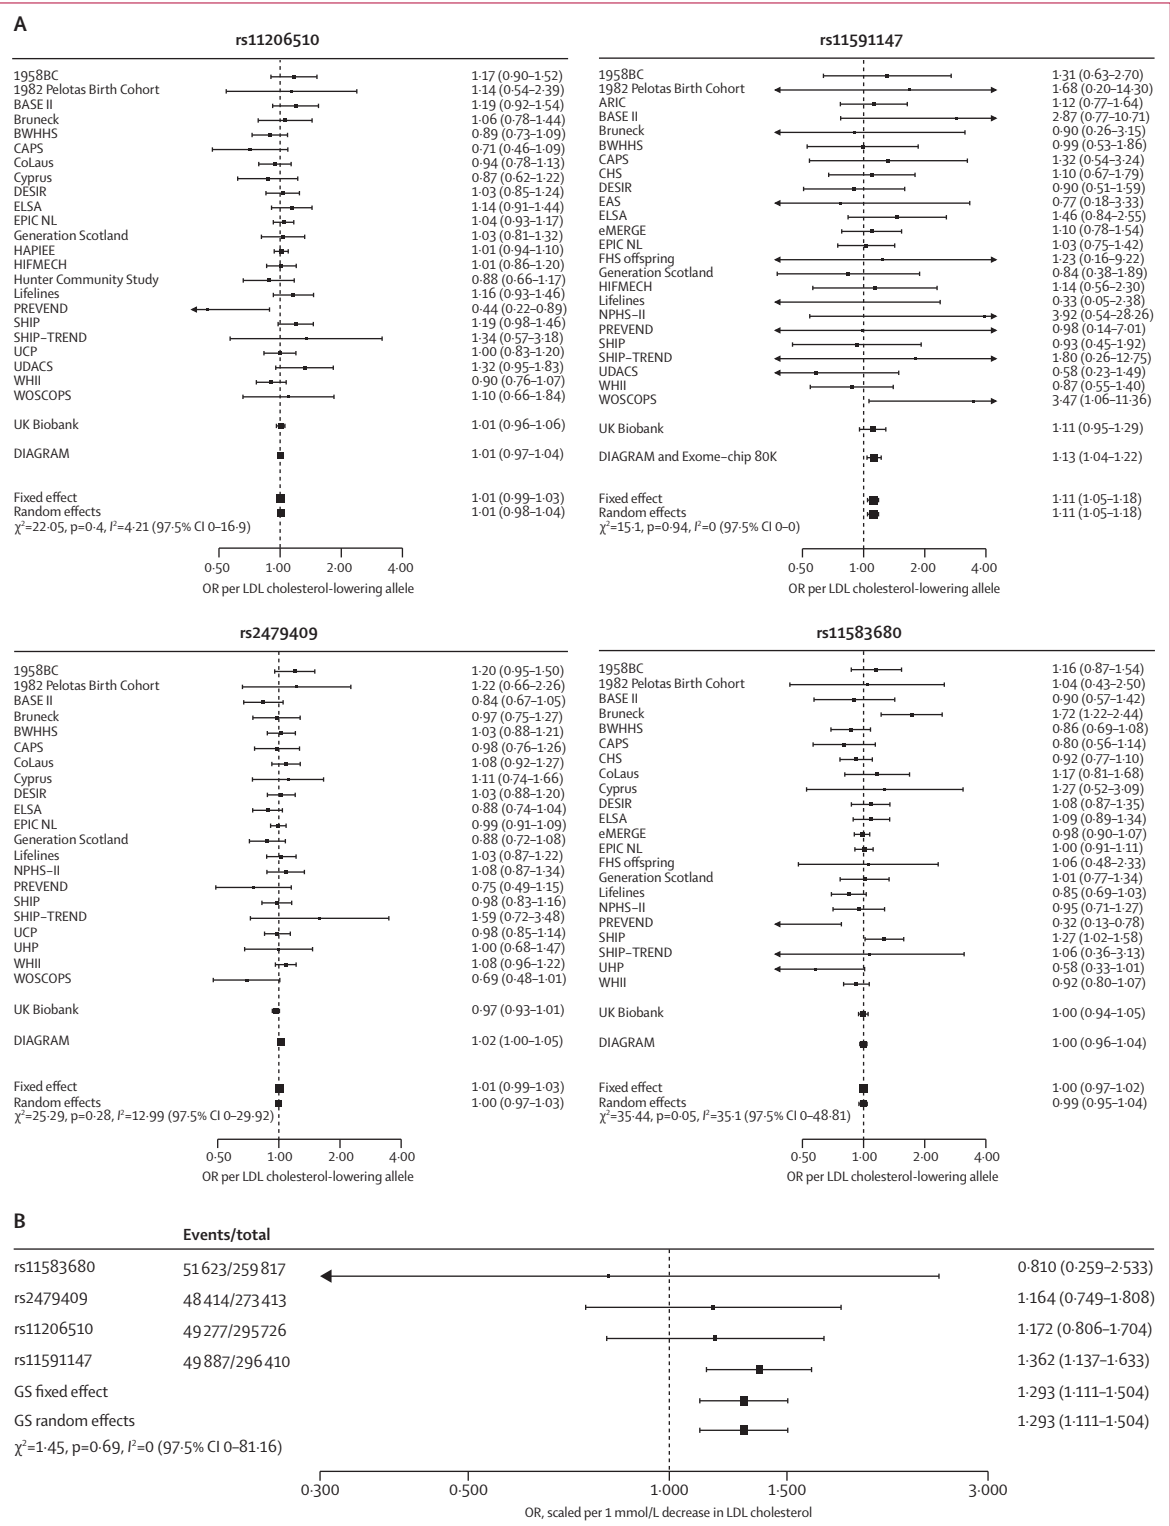 A
rs11206510
1958BC 1·17 (0·90–1·52)
1982 Pelotas Birth Cohort 1·14 (0·54–2·39)
BASE II 1·19 (0·92–1·54)
Bruneck 1·06 (0·78–1·44)
BWHHS 0·89 (0·73–1·09)
CAPS 0·71 (0·46–1·09)
CoLaus 0·94 (0·78–1·13)
Cyprus 0·87 (0·62–1·22)
DESIR 1·03 (0·85–1·24)
ELSA 1·14 (0·91–1·44)
EPIC NL 1·04 (0·93–1·17)
Generation Scotland 1·03 (0·81–1·32)
HAPIEE 1·01 (0·94–1·10)
HIFMECH 1·01 (0·86–1·20)
Hunter Community Study 0·88 (0·66–1·17)
Lifelines 1·16 (0·93–1·46)
PREVEND 0·44 (0·22–0·89)
SHIP 1·19 (0·98–1·46)
SHIP–TREND 1·34 (0·57–3·18)
UCP 1·00 (0·83–1·20)
UDACS 1·32 (0·95–1·83)
WHII 0·90 (0·76–1·07)
WOSCOPS 1·10 (0·66–1·84)
UK Biobank 1·01 (0·96–1·06)
DIAGRAM 1·01 (0·97–1·04)
Fixed effect 1·01 (0·99–1·03)
Random effects 1·01 (0·98–1·04)
χ²=22·05, p=0·4, I²=4·21 (97·5% CI 0–16·9)
0·50 1·00 2·00 4·00
OR per LDL cholesterol-lowering allele
rs11591147
1958BC 1·31 (0·63–2·70)
1982 Pelotas Birth Cohort 1·68 (0·20–14·30)
ARIC 1·12 (0·77–1·64)
BASE II 2·87 (0·77–10·71)
Bruneck 0·90 (0·26–3·15)
BWHHS 0·99 (0·53–1·86)
CAPS 1·32 (0·54–3·24)
CHS 1·10 (0·67–1·79)
DESIR 0·90 (0·51–1·59)
EAS 0·77 (0·18–3·33)
ELSA 1·46 (0·84–2·55)
eMERGE 1·10 (0·78–1·54)
EPIC NL 1·03 (0·75–1·42)
FHS offspring 1·23 (0·16–9·22)
Generation Scotland 0·84 (0·38–1·89)
HIFMECH 1·14 (0·56–2·30)
Lifelines 0·33 (0·05–2·38)
NPHS–II 3·92 (0·54–28·26)
PREVEND 0·98 (0·14–7·01)
SHIP 0·93 (0·45–1·92)
SHIP–TREND 1·80 (0·26–12·75)
UDACS 0·58 (0·23–1·49)
WHII 0·87 (0·55–1·40)
WOSCOPS 3·47 (1·06–11·36)
UK Biobank 1·11 (0·95–1·29)
DIAGRAM and Exome–chip 80K 1·13 (1·04–1·22)
Fixed effect 1·11 (1·05–1·18)
Random effects 1·11 (1·05–1·18)
χ²=15·1, p=0·94, I²=0 (97·5% CI 0–0)
0·50 1·00 2·00 4·00
OR per LDL cholesterol-lowering allele
rs2479409
1958BC 1·20 (0·95–1·50)
1982 Pelotas Birth Cohort 1·22 (0·66–2·26)
BASE II 0·84 (0·67–1·05)
Bruneck 0·97 (0·75–1·27)
BWHHS 1·03 (0·88–1·21)
CAPS 0·98 (0·76–1·26)
CoLaus 1·08 (0·92–1·27)
Cyprus 1·11 (0·74–1·66)
DESIR 1·03 (0·88–1·20)
ELSA 0·88 (0·74–1·04)
EPIC NL 0·99 (0·91–1·09)
Generation Scotland 0·88 (0·72–1·08)
Lifelines 1·03 (0·87–1·22)
NPHS–II 1·08 (0·87–1·34)
PREVEND 0·75 (0·49–1·15)
SHIP 0·98 (0·83–1·16)
SHIP–TREND 1·59 (0·72–3·48)
UCP 0·98 (0·85–1·14)
UHP 1·00 (0·68–1·47)
WHII 1·08 (0·96–1·22)
WOSCOPS 0·69 (0·48–1·01)
UK Biobank 0·97 (0·93–1·01)
DIAGRAM 1·02 (1·00–1·05)
Fixed effect 1·01 (0·99–1·03)
Random effects 1·00 (0·97–1·03)
χ²=25·29, p=0·28, I²=12·99 (97·5% CI 0–29·92)
0·50 1·00 2·00 4·00
OR per LDL cholesterol-lowering allele
rs11583680
1958BC 1·16 (0·87–1·54)
1982 Pelotas Birth Cohort 1·04 (0·43–2·50)
BASE II 0·90 (0·57–1·42)
Bruneck 1·72 (1·22–2·44)
BWHHS 0·86 (0·69–1·08)
CAPS 0·80 (0·56–1·14)
CHS 0·92 (0·77–1·10)
CoLaus 1·17 (0·81–1·68)
Cyprus 1·27 (0·52–3·09)
DESIR 1·08 (0·87–1·35)
ELSA 1·09 (0·89–1·34)
eMERGE 0·98 (0·90–1·07)
EPIC NL 1·00 (0·91–1·11)
FHS offspring 1·06 (0·48–2·33)
Generation Scotland 1·01 (0·77–1·34)
Lifelines 0·85 (0·69–1·03)
NPHS–II 0·95 (0·71–1·27)
PREVEND 0·32 (0·13–0·78)
SHIP 1·27 (1·02–1·58)
SHIP–TREND 1·06 (0·36–3·13)
UHP 0·58 (0·33–1·01)
WHII 0·92 (0·80–1·07)
UK Biobank 1·00 (0·94–1·05)
DIAGRAM 1·00 (0·96–1·04)
Fixed effect 1·00 (0·97–1·02)
Random effects 0·99 (0·95–1·04)
χ²=35·44, p=0·05, I²=35·1 (97·5% CI 0–48·81)
0·50 1·00 2·00 4·00
OR per LDL cholesterol-lowering allele
B
Events/total
rs11583680 51 623/259 817 0·810 (0·259–2·533)
rs2479409 48 414/273 413 1·164 (0·749–1·808)
rs11206510 49 277/295 726 1·172 (0·806–1·704)
rs11591147 49 887/296 410 1·362 (1·137–1·633)
GS fixed effect 1·293 (1·111–1·504)
GS random effects 1·293 (1·111–1·504)
χ²=1·45, p=0·69, I²=0 (97·5% CI 0–81·16)
0·300 0·500 1·000 1·500 3·000
OR, scaled per 1 mmol/L decrease in LDL cholesterol